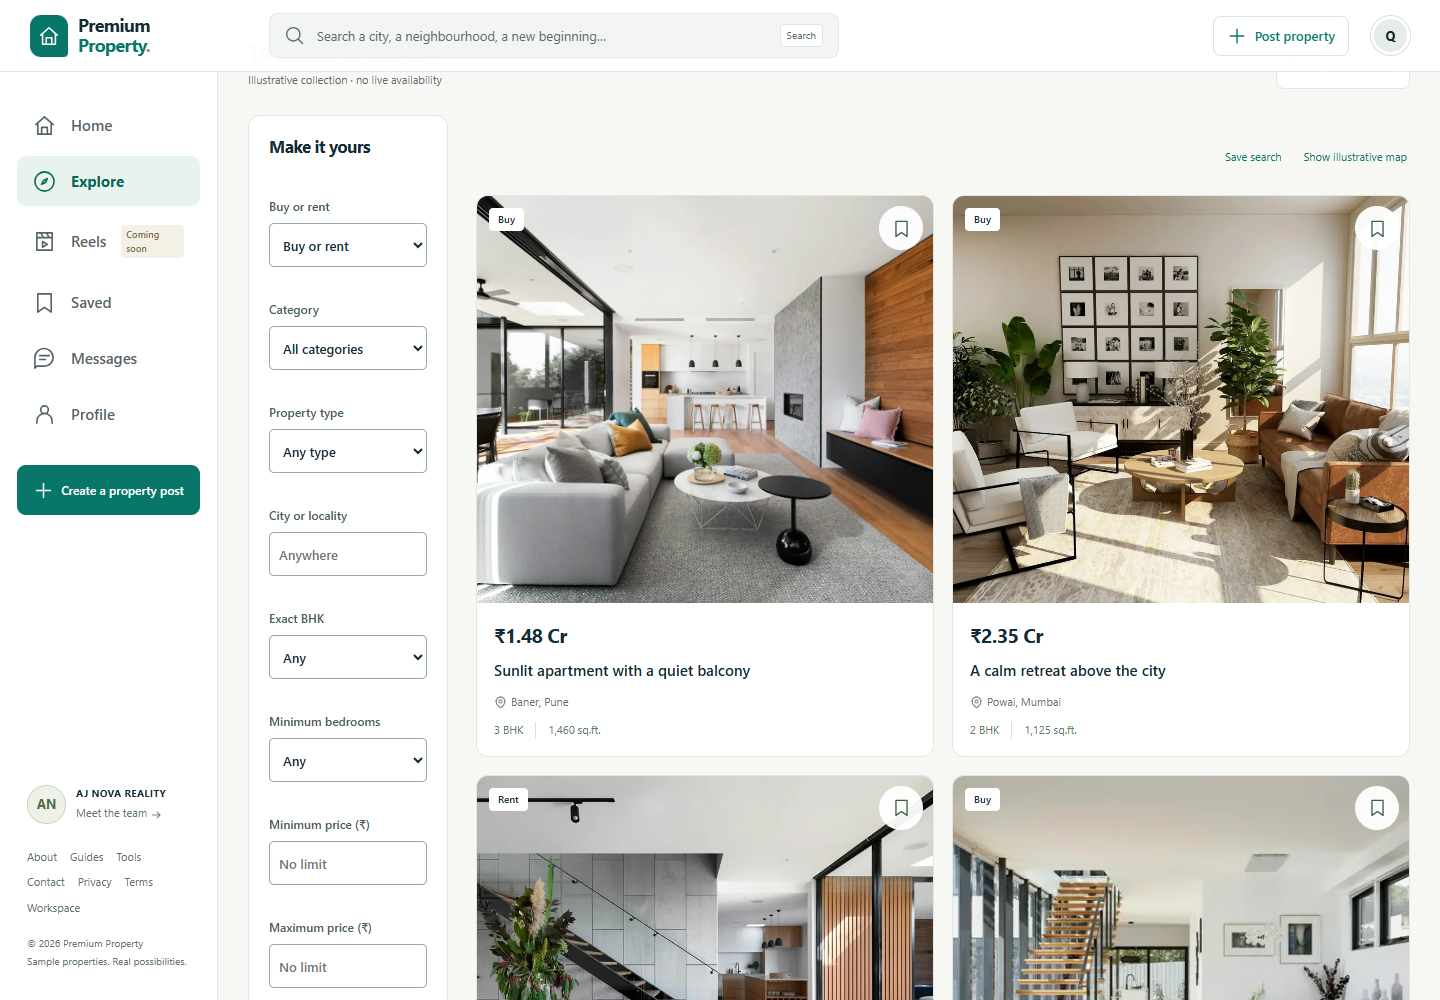 Premium
Property.
Search a city, a neighbourhood, a new beginning...
Search
Post property
Q
Illustrative collection · no live availability
Home
Explore
Reels
Coming
soon
Saved
Messages
Profile
Create a property post
AN
AJ NOVA REALITY
Meet the team →
About Guides Tools
Contact Privacy Terms
Workspace
© 2026 Premium Property
Sample properties. Real possibilities.
Make it yours
Buy or rent
Buy or rent
Category
All categories
Property type
Any type
City or locality
Anywhere
Exact BHK
Any
Minimum bedrooms
Any
Minimum price (₹)
No limit
Maximum price (₹)
No limit
Save search
Show illustrative map
Buy
₹1.48 Cr
Sunlit apartment with a quiet balcony
Baner, Pune
3 BHK
1,460 sq.ft.
Buy
₹2.35 Cr
A calm retreat above the city
Powai, Mumbai
2 BHK
1,125 sq.ft.
Rent
Buy